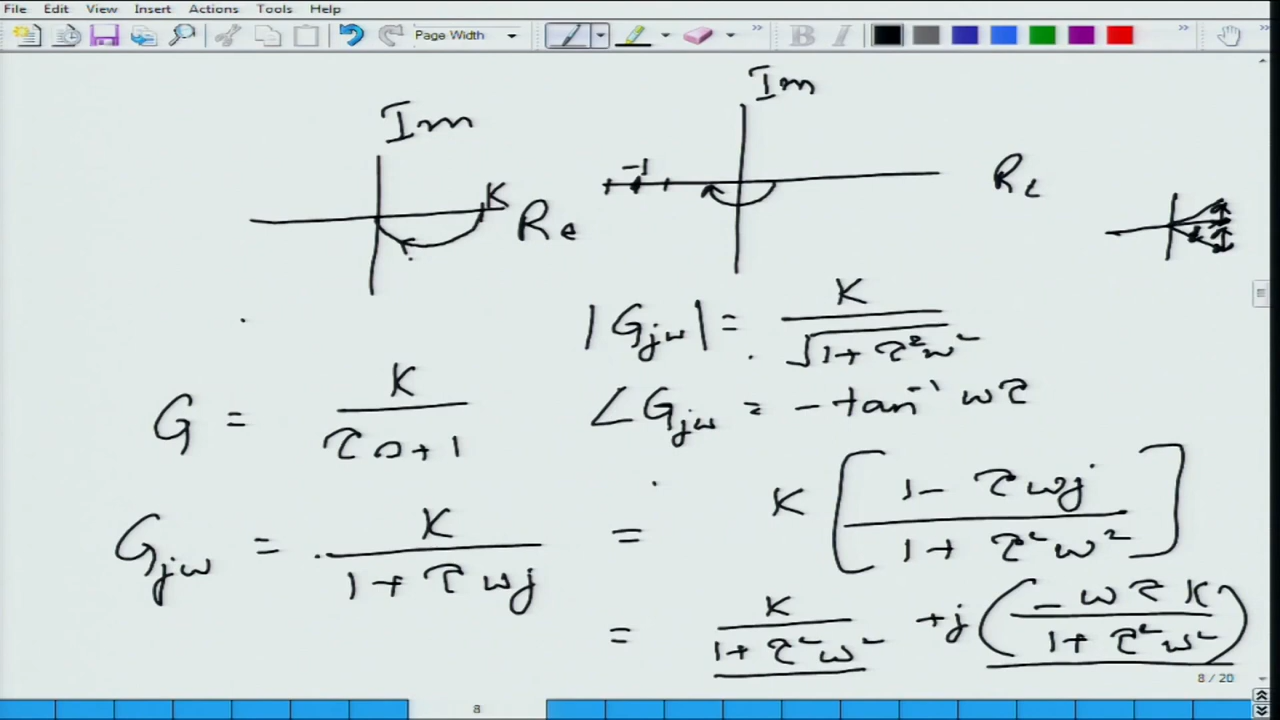 File Edit View Insert Actions Tools Help
Page Width
Im
Im
-1
K
Re
Re
|Gjω| = K / √(1 + τ²ω²)
G = K / (τs + 1)
∠Gjω = - tan⁻¹ ωτ
Gjω = K / (1 + τωj) = K [ (1 - τωj) / (1 + τ²ω²) ]
= K / (1 + τ²ω²) + j ( -ωτK / (1 + τ²ω²) )
8 / 20
8